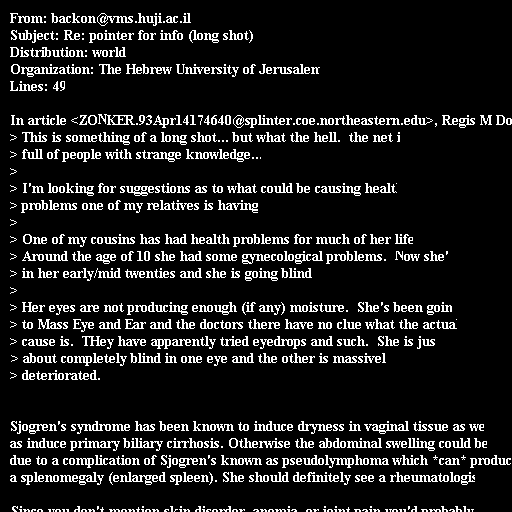 From: backon@vms.huji.ac.il
Subject: Re: pointer for info (long shot)
Distribution: world
Organization: The Hebrew University of Jerusalem
Lines: 49
In article <ZONKER.93Apr14174640@splinter.coe.northeastern.edu>, Regis M Do
> This is something of a long shot... but what the hell.  the net i
> full of people with strange knowledge...
>
> I'm looking for suggestions as to what could be causing healt
> problems one of my relatives is having
>
> One of my cousins has had health problems for much of her life
> Around the age of 10 she had some gynecological problems.  Now she'
> in her early/mid twenties and she is going blind
>
> Her eyes are not producing enough (if any) moisture.  She's been goin
> to Mass Eye and Ear and the doctors there have no clue what the actua
> cause is.  THey have apparently tried eyedrops and such.  She is jus
> about completely blind in one eye and the other is massivel
> deteriorated.
Sjogren's syndrome has been known to induce dryness in vaginal tissue as we
as induce primary biliary cirrhosis. Otherwise the abdominal swelling could be
due to a complication of Sjogren's known as pseudolymphoma which *can* produc
a splenomegaly (enlarged spleen). She should definitely see a rheumatologis
Since you don't mention skin disorder, anemia, or joint pain you'd probably